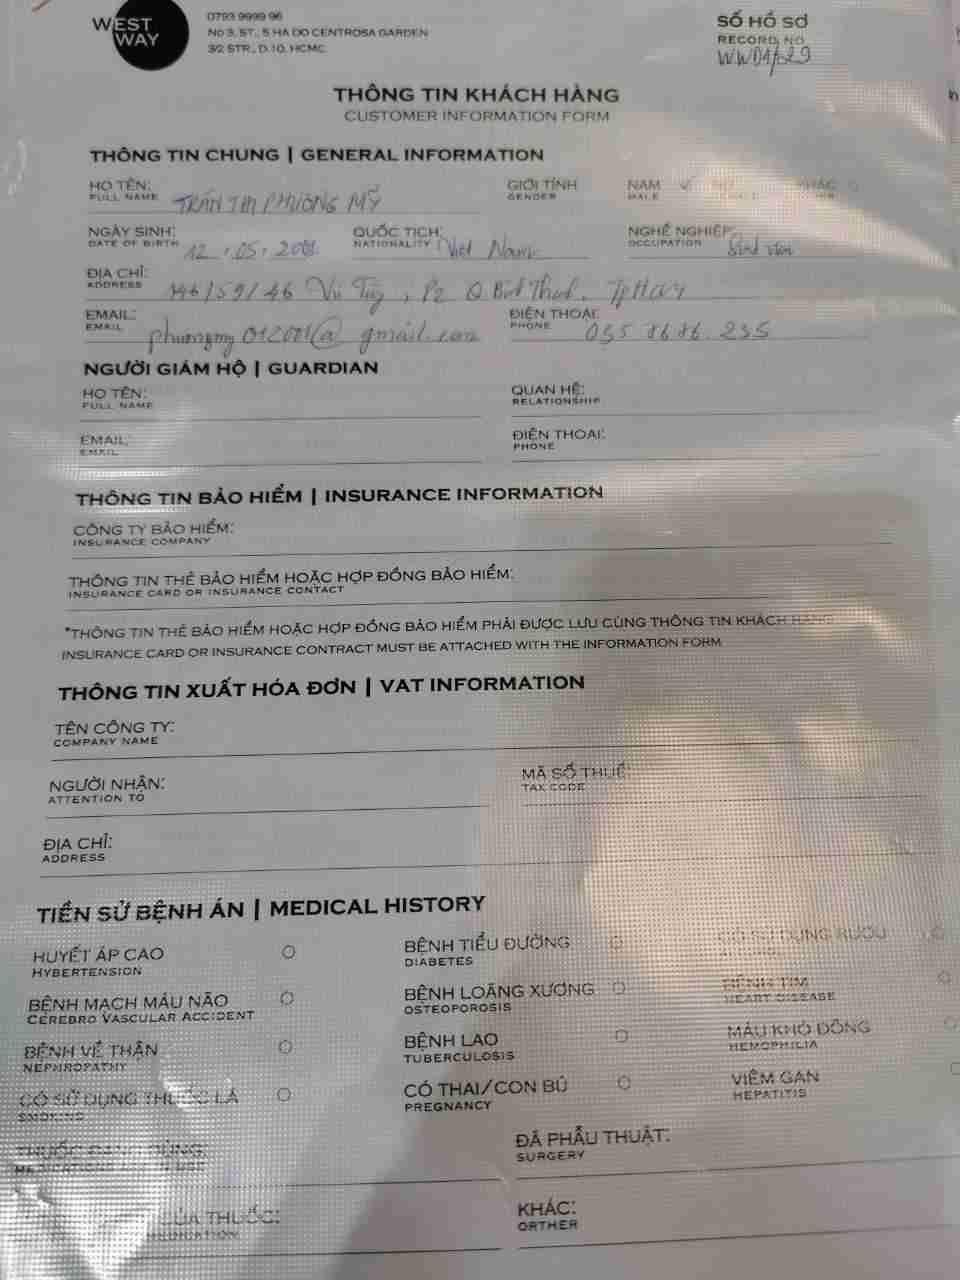 WEST
WAY
0793 9999 96
NO 3, ST., 5 HA DO CENTROSA GARDEN
3/2 STR., D.10, HCMC
SỐ HỒ SƠ
RECORD NO
THÔNG TIN KHÁCH HÀNG
CUSTOMER INFORMATION FORM
THÔNG TIN CHUNG | GENERAL INFORMATION
HỌ TÊN: TRẦN THỊ PHƯƠNG MỸ GIỚI TÍNH NAM KHÁC
FULL NAME GENDER MALE
NGÀY SINH: 12.05. QUỐC TỊCH: Việt Nam NGHỀ NGHIỆP: Sinh viên
DATE OF BIRTH NATIONALITY OCCUPATION
ĐỊA CHỈ: 146/59/46 Vũ Tùng, P2 Q Bình Thạnh. TpHCM
ADDRESS
EMAIL: phuongmy012001@gmail.com ĐIỆN THOẠI 035 8686.235
EMAIL PHONE
NGƯỜI GIÁM HỘ | GUARDIAN
HỌ TÊN: QUAN HỆ:
FULL NAME RELATIONSHIP
EMAIL: ĐIỆN THOẠI:
EMAIL PHONE
THÔNG TIN BẢO HIỂM | INSURANCE INFORMATION
CÔNG TY BẢO HIỂM:
INSURANCE COMPANY
THÔNG TIN THẺ BẢO HIỂM HOẶC HỢP ĐỒNG BẢO HIỂM:
INSURANCE CARD OR INSURANCE CONTACT
*THÔNG TIN THẺ BẢO HIỂM HOẶC HỢP ĐỒNG BẢO HIỂM PHẢI ĐƯỢC LƯU CÙNG THÔNG TIN KHÁCH HÀNG
INSURANCE CARD OR INSURANCE CONTRACT MUST BE ATTACHED WITH THE INFORMATION FORM
THÔNG TIN XUẤT HÓA ĐƠN | VAT INFORMATION
TÊN CÔNG TY:
COMPANY NAME
NGƯỜI NHẬN: MÃ SỐ THUẾ:
ATTENTION TO TAX CODE
ĐỊA CHỈ:
ADDRESS
TIỀN SỬ BỆNH ÁN | MEDICAL HISTORY
HUYẾT ÁP CAO BỆNH TIỂU ĐƯỜNG CÓ SỬ DỤNG RƯỢU
HYBERTENSION DIABETES
BỆNH MẠCH MÁU NÃO BỆNH LOÃNG XƯƠNG BỆNH TIM
CEREBRO VASCULAR ACCIDENT OSTEOPOROSIS HEART DISEASE
BỆNH VỀ THẬN BỆNH LAO MÁU KHÓ ĐÔNG
NEPHROPATHY TUBERCULOSIS HEMOPHILIA
CÓ SỬ DỤNG THUỐC LÁ CÓ THAI/CON BÚ VIÊM GAN
SMOKING PREGNANCY HEPATITIS
THUỐC ĐANG DÙNG: ĐÃ PHẪU THUẬT:
SURGERY
CỦA THUỐC: KHÁC:
ORTHER